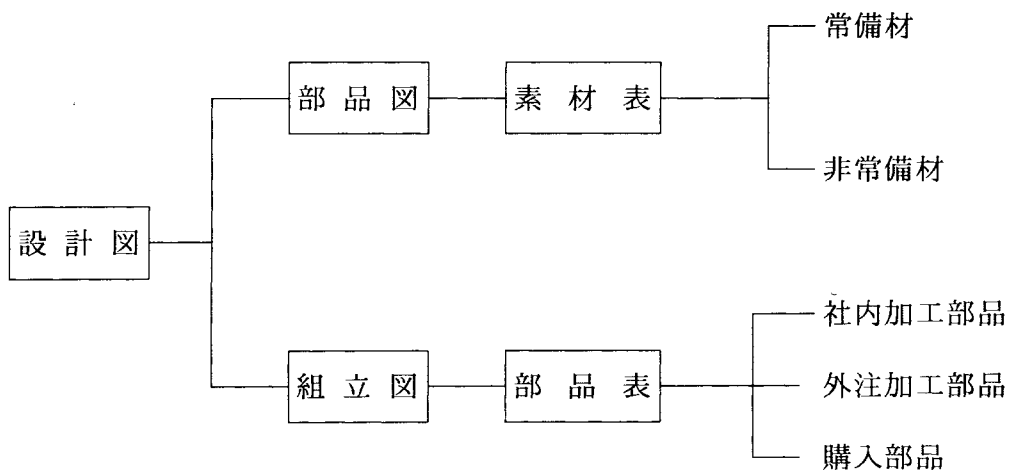 常備材
部品図
素材表
非常備材
設計図
社内加工部品
組立図
部品表
外注加工部品
購入部品